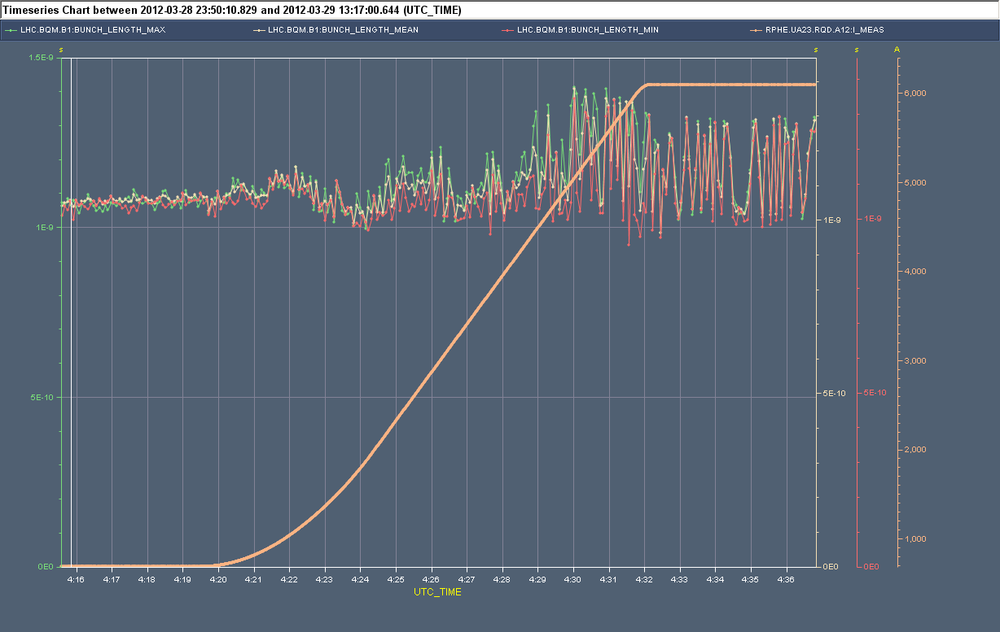 Timeseries Chart between 2012-03-28 23:50:10.829 and 2012-03-29 13:17:00.644 (UTC_TIME)
LHC.BQM.B1:BUNCH_LENGTH_MAX LHC.BQM.B1:BUNCH_LENGTH_MEAN LHC.BQM.B1:BUNCH_LENGTH_MIN RPHE.UA23.RQD.A12:I_MEAS
s s s A
1.5E-9
6,000
5,000
1E-9 1E-9 1E-9
4,000
3,000
5E-10 5E-10 5E-10
2,000
1,000
0E0 0E0 0E0
4:16 4:17 4:18 4:19 4:20 4:21 4:22 4:23 4:24 4:25 4:26 4:27 4:28 4:29 4:30 4:31 4:32 4:33 4:34 4:35 4:36
UTC_TIME